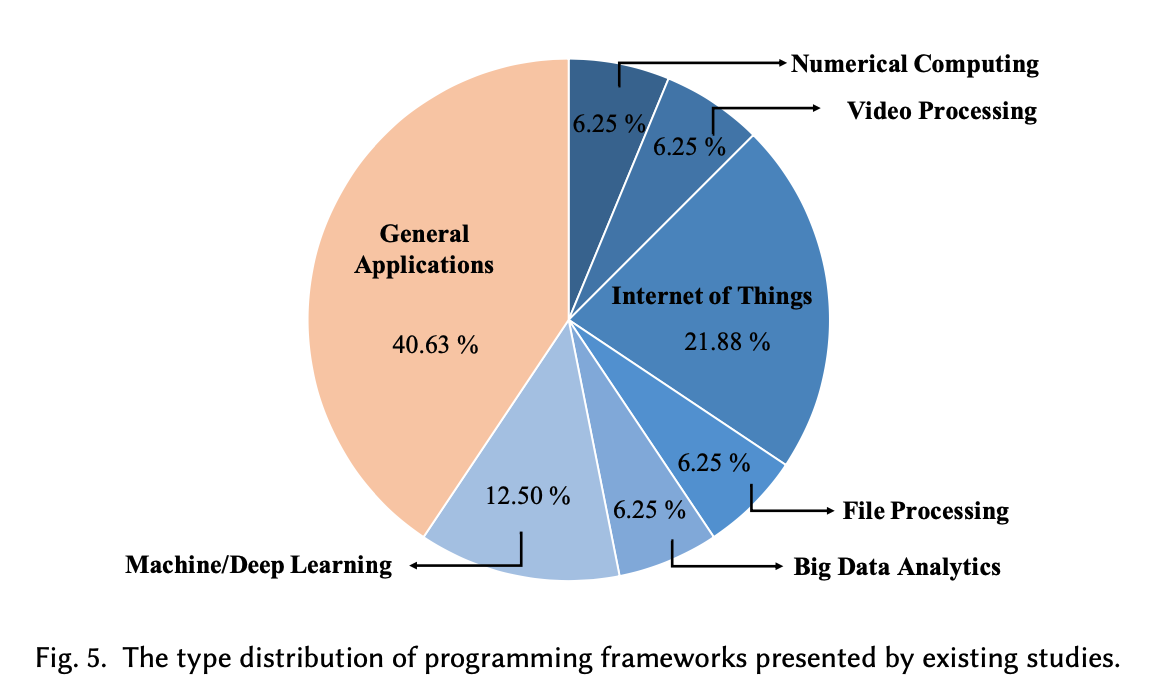 Numerical Computing
6.25 %
Video Processing
6.25 %
General
Applications
40.63 %
Internet of Things
21.88 %
6.25 %
File Processing
12.50 %
6.25 %
Machine/Deep Learning
Big Data Analytics
Fig. 5. The type distribution of programming frameworks presented by existing studies.